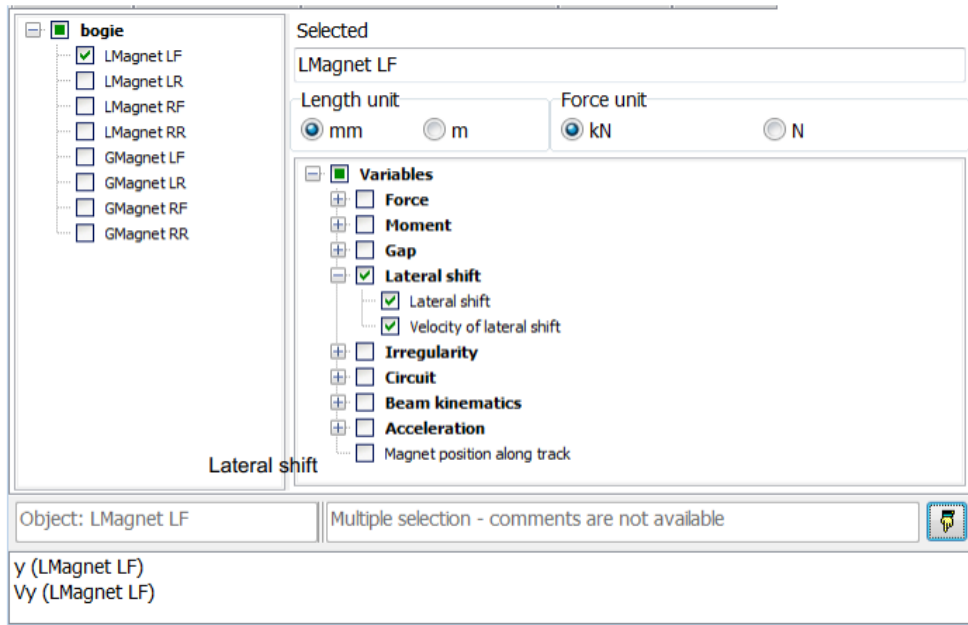 bogie
LMagnet LF
LMagnet LR
LMagnet RF
LMagnet RR
GMagnet LF
GMagnet LR
GMagnet RF
GMagnet RR
Selected
LMagnet LF
Length unit
mm
m
Force unit
kN
N
Variables
Force
Moment
Gap
Lateral shift
Lateral shift
Velocity of lateral shift
Irregularity
Circuit
Beam kinematics
Acceleration
Magnet position along track
Lateral shift
Object: LMagnet LF
Multiple selection - comments are not available
y (LMagnet LF)
Vy (LMagnet LF)